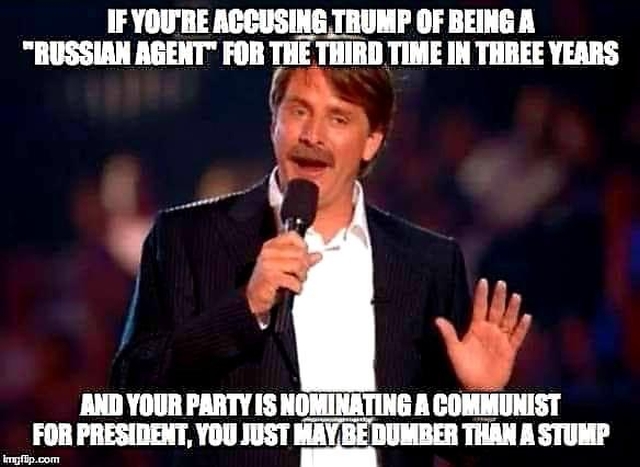 IF YOU'RE ACCUSING TRUMP OF BEING A
"RUSSIAN AGENT" FOR THE THIRD TIME IN THREE YEARS
AND YOUR PARTY IS NOMINATING A COMMUNIST
FOR PRESIDENT, YOU JUST MAY BE DUMBER THAN A STUMP
imgflip.com